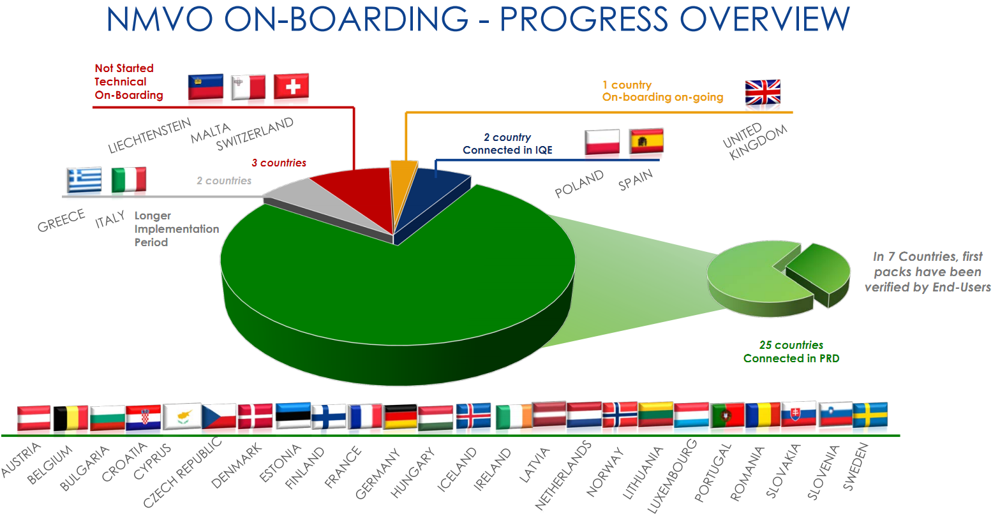 NMVO ON-BOARDING - PROGRESS OVERVIEW
Not Started
Technical
On-Boarding
LIECHTENSTEIN
MALTA
SWITZERLAND
3 countries
1 country
On-boarding on-going
UNITED
KINGDOM
2 country
Connected in IQE
POLAND
SPAIN
2 countries
GREECE
ITALY
Longer
Implementation
Period
In 7 Countries, first
packs have been
verified by End-Users
25 countries
Connected in PRD
AUSTRIA
BELGIUM
BULGARIA
CROATIA
CYPRUS
CZECH REPUBLIC
DENMARK
ESTONIA
FINLAND
FRANCE
GERMANY
HUNGARY
ICELAND
IRELAND
LATVIA
NETHERLANDS
NORWAY
LITHUANIA
LUXEMBOURG
PORTUGAL
ROMANIA
SLOVAKIA
SLOVENIA
SWEDEN